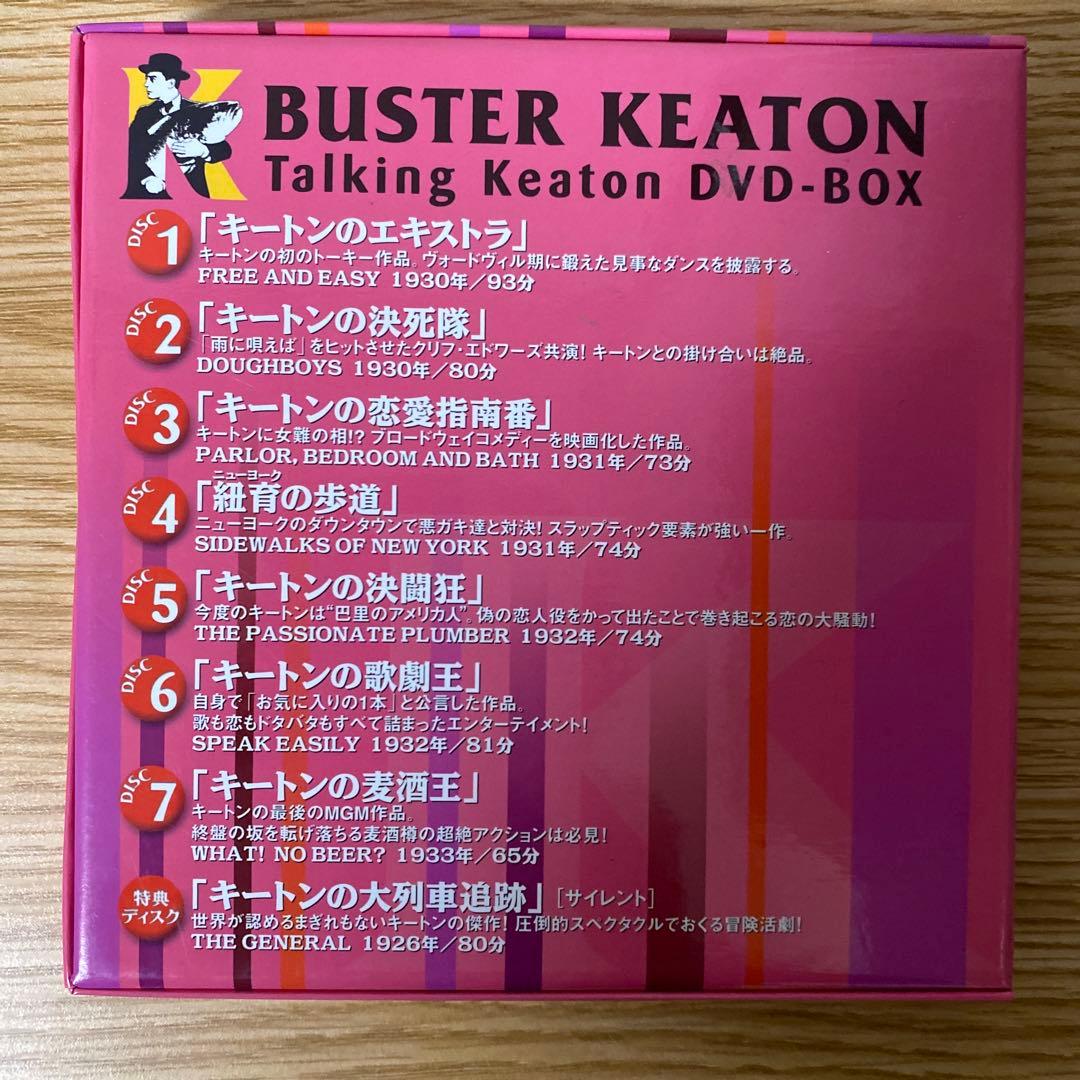 K BUSTER KEATON
Talking Keaton DVD-BOX
DISC 1 「キートンのエキストラ」
キートンの初のトーキー作品。ヴォードヴィル期に鍛えた見事なダンスを披露する。
FREE AND EASY 1930年/93分
DISC 2 「キートンの決死隊」
「雨に唄えば」をヒットさせたクリフ・エドワーズ共演! キートンとの掛け合いは絶品。
DOUGHBOYS 1930年/80分
DISC 3 「キートンの恋愛指南番」
キートンに女難の相!? ブロードウェイコメディーを映画化した作品。
PARLOR, BEDROOM AND BATH 1931年/73分
ニューヨーク
DISC 4 「紐育の歩道」
ニューヨークのダウンタウンで悪ガキ達と対決! スラップティック要素が強い一作。
SIDEWALKS OF NEW YORK 1931年/74分
DISC 5 「キートンの決闘狂」
今度のキートンは“巴里のアメリカ人”。偽の恋人役をかって出たことで巻き起こる恋の大騒動!
THE PASSIONATE PLUMBER 1932年/74分
DISC 6 「キートンの歌劇王」
自身で「お気に入りの1本」と公言した作品。
歌も恋もドタバタもすべて詰まったエンターテイメント!
SPEAK EASILY 1932年/81分
DISC 7 「キートンの麦酒王」
キートンの最後のMGM作品。
終盤の坂を転げ落ちる麦酒樽の超絶アクションは必見!
WHAT! NO BEER? 1933年/65分
特典ディスク 「キートンの大列車追跡」[サイレント]
世界が認めるまぎれもないキートンの傑作! 圧倒的スペクタクルでおくる冒険活劇!
THE GENERAL 1926年/80分